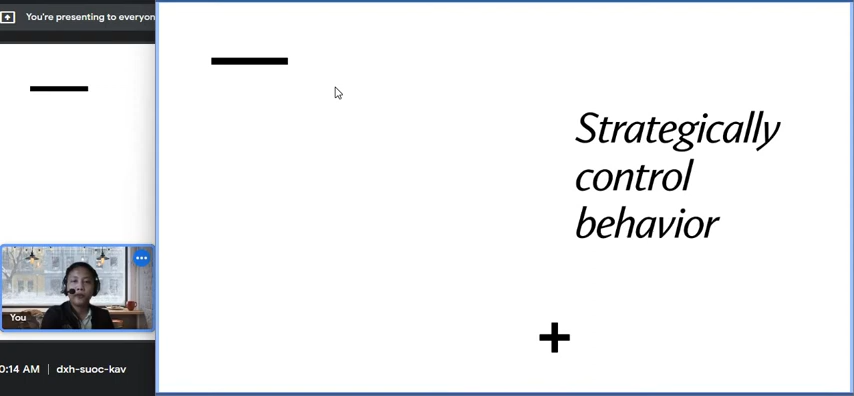 You're presenting to everyon
Strategically
control
behavior
You
0:14 AM | dxh-suoc-kav